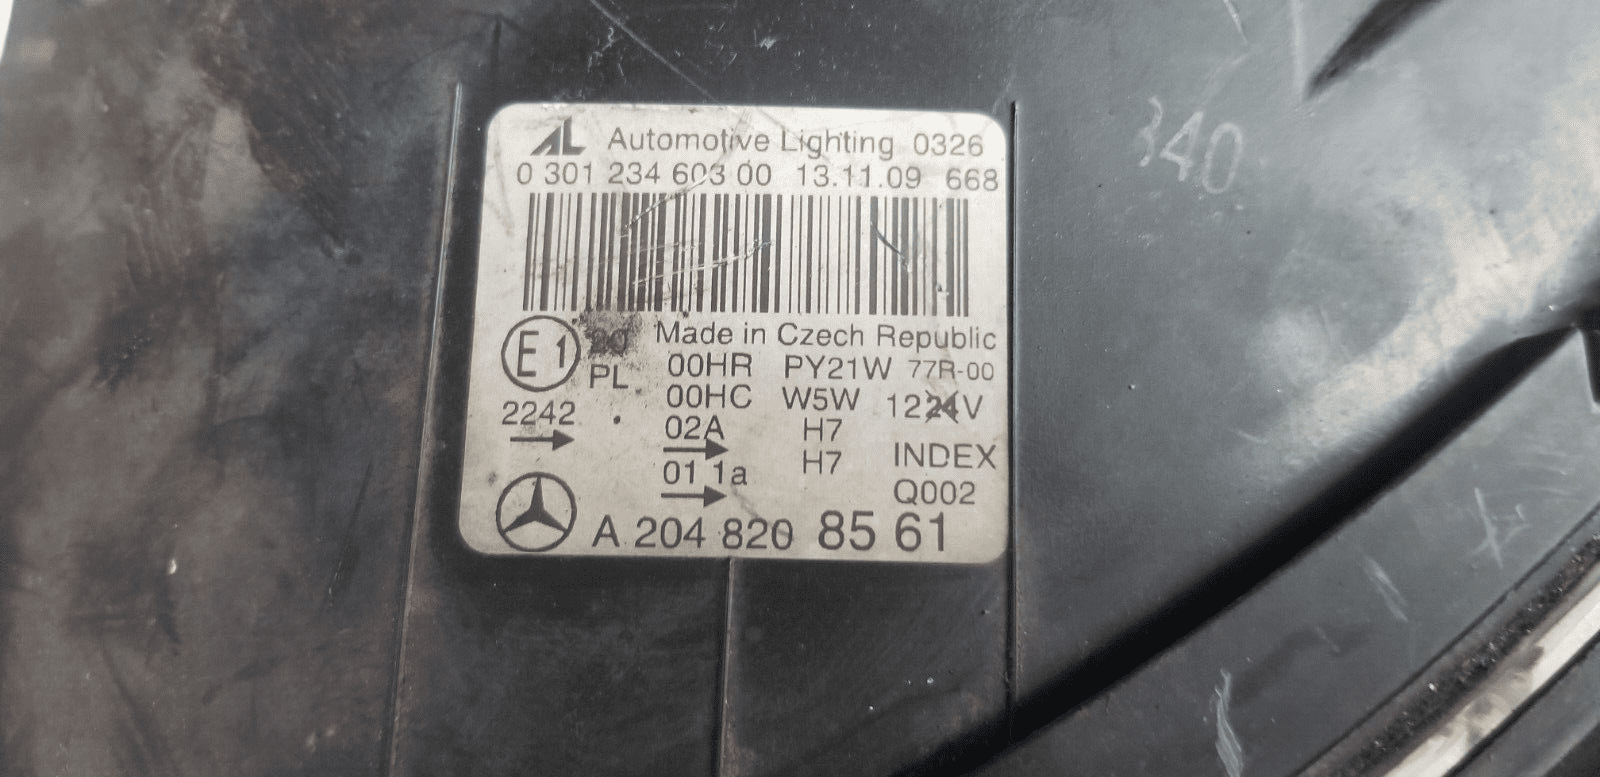 AL Automotive Lighting 0326
0 301 234 603 00 13.11.09 668
E1 Made in Czech Republic
PL 00HR PY21W 77R-00
00HC W5W 1224V
2242 02A H7
H7 INDEX
01 1a
Q002
A 204 820 85 61
340